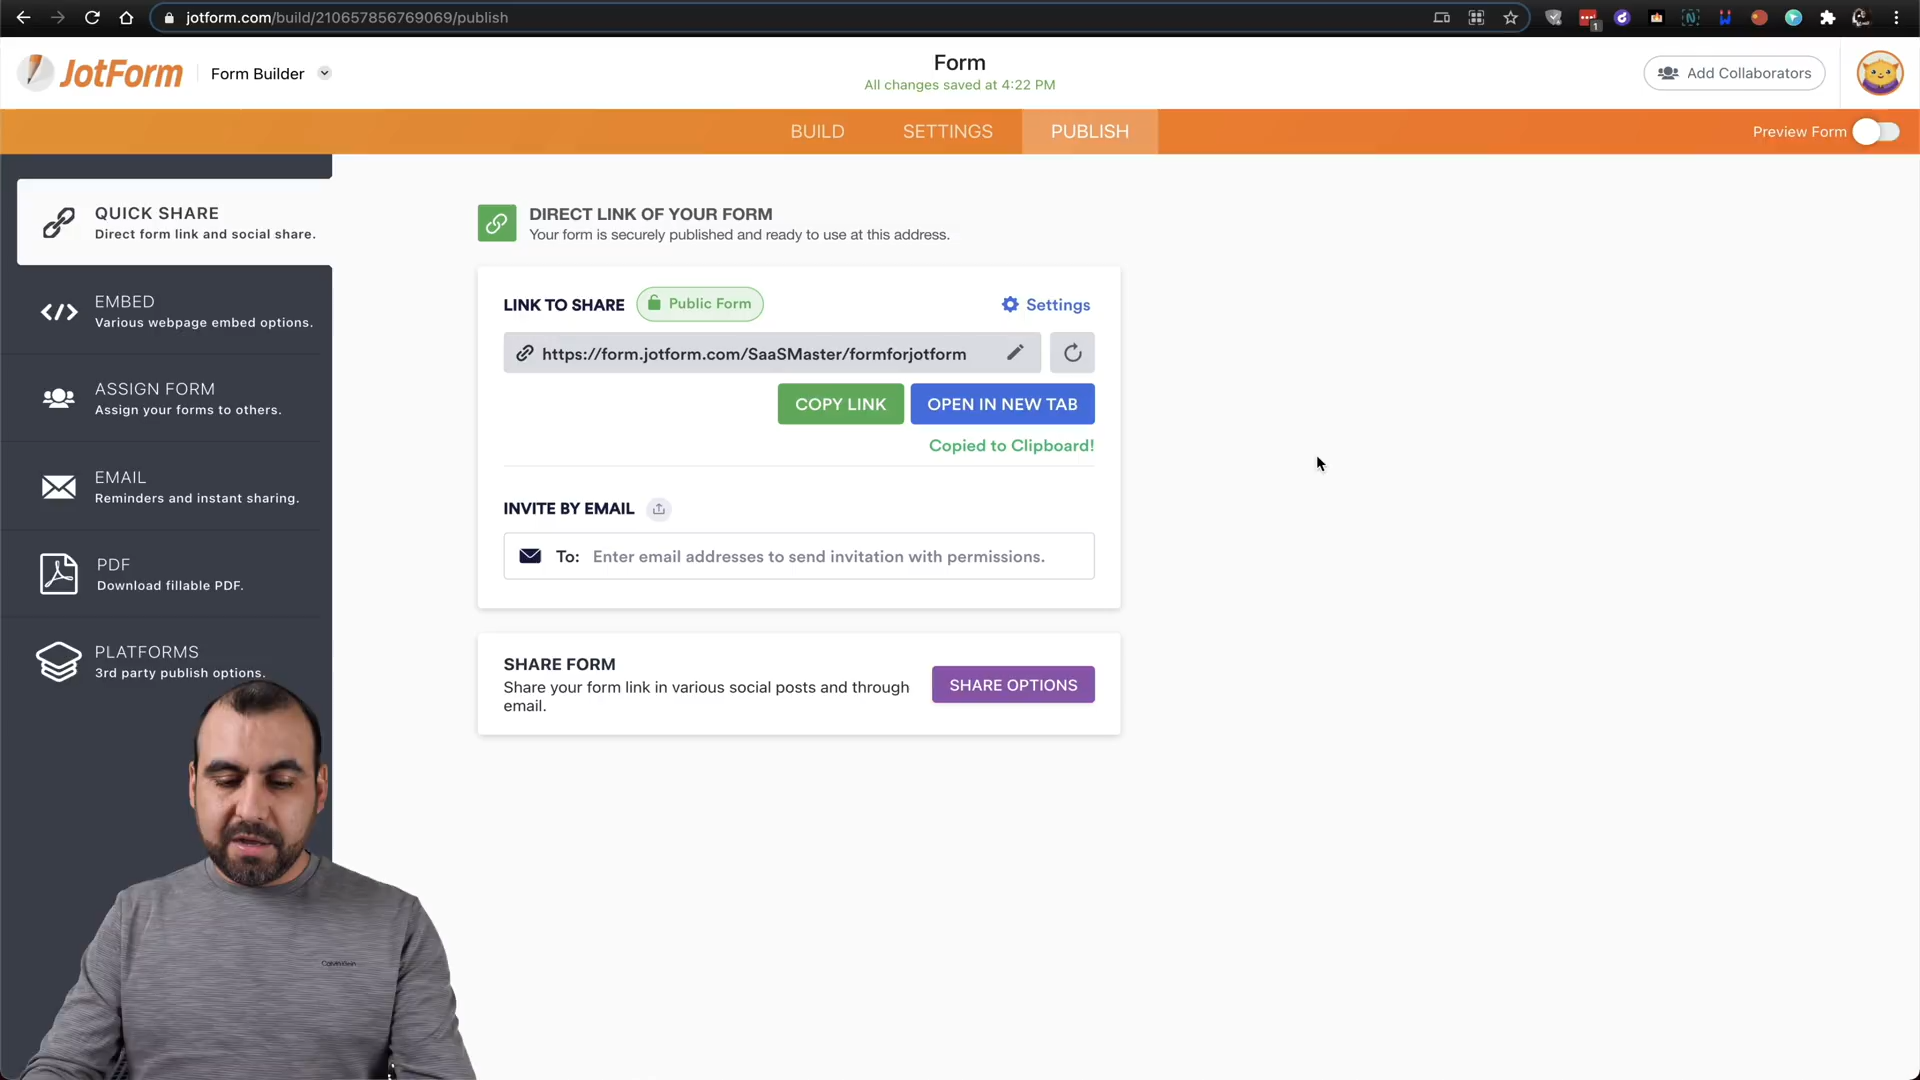 jotform.com/build/210657856769069/publish
1
JotForm
Form Builder
Form
All changes saved at 4:22 PM
Add Collaborators
BUILD
SETTINGS
PUBLISH
Preview Form
QUICK SHARE
Direct form link and social share.
EMBED
Various webpage embed options.
ASSIGN FORM
Assign your forms to others.
EMAIL
Reminders and instant sharing.
PDF
Download fillable PDF.
PLATFORMS
3rd party publish options.
DIRECT LINK OF YOUR FORM
Your form is securely published and ready to use at this address.
LINK TO SHARE
Public Form
Settings
https://form.jotform.com/SaaSMaster/formforjotform
COPY LINK
OPEN IN NEW TAB
Copied to Clipboard!
INVITE BY EMAIL
To: Enter email addresses to send invitation with permissions.
SHARE FORM
Share your form link in various social posts and through
email.
SHARE OPTIONS
Calvin Klein